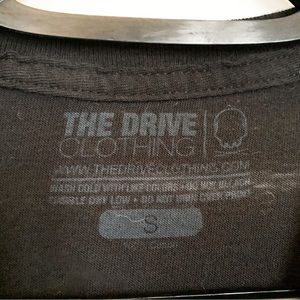 THE DRIVE
CLOTHING
WWW.THEDRIVECLOTHING.COM
WASH COLD WITH LIKE COLORS • DO NOT BLEACH
TUMBLE DRY LOW • DO NOT IRON OVER PRINT
S